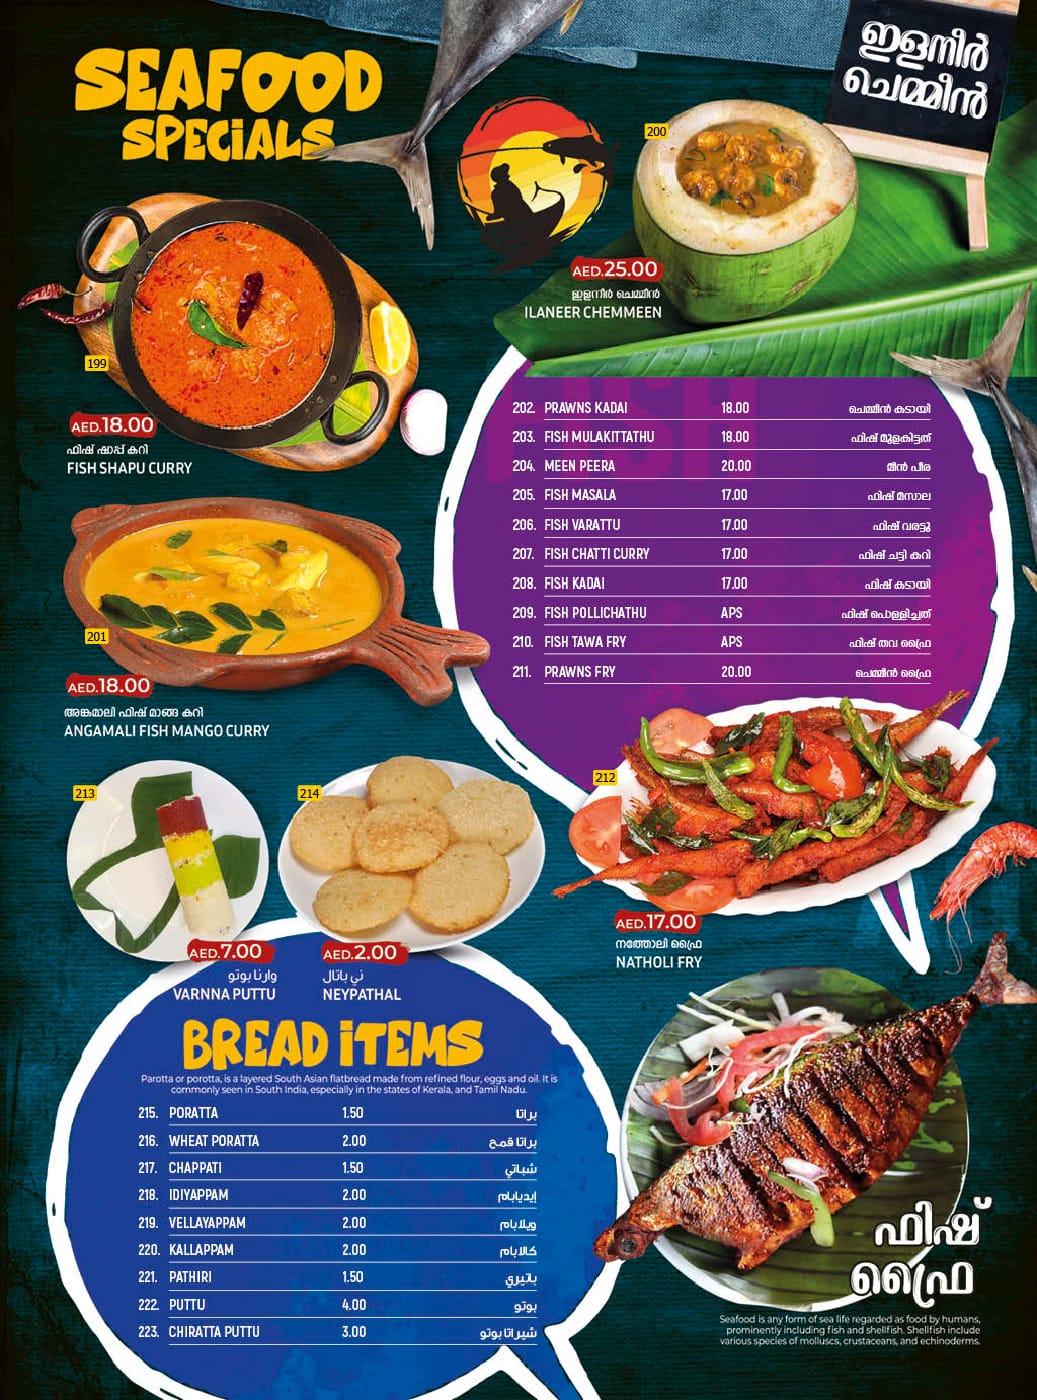 SEAFOOD
SPECIALS
ഇളനീർ
ചെമ്മീൻ
200
AED.25.00
ഇളനീർ ചെമ്മീൻ
ILANEER CHEMMEEN
199
AED.18.00
ഫിഷ് ഷാപ്പ് കറി
FISH SHAPU CURRY
201
AED.18.00
അങ്കമാലി ഫിഷ് മാങ്ങ കറി
ANGAMALI FISH MANGO CURRY
FISH
202. PRAWNS KADAI 18.00 ചെമ്മീൻ കടായി
203. FISH MULAKITTATHU 18.00 ഫിഷ് മുളകിട്ടത്
204. MEEN PEERA 20.00 മീൻ പീര
205. FISH MASALA 17.00 ഫിഷ് മസാല
206. FISH VARATTU 17.00 ഫിഷ് വരട്ടു
207. FISH CHATTI CURRY 17.00 ഫിഷ് ചട്ടി കറി
208. FISH KADAI 17.00 ഫിഷ് കടായി
209. FISH POLLICHATHU APS ഫിഷ് പൊള്ളിച്ചത്
210. FISH TAWA FRY APS ഫിഷ് തവ ഫ്രൈ
211. PRAWNS FRY 20.00 ചെമ്മീൻ ഫ്രൈ
212
AED.17.00
നത്തോലി ഫ്രൈ
NATHOLI FRY
213
AED.7.00
وارنا بوتو
VARNNA PUTTU
214
AED.2.00
ني باتال
NEYPATHAL
BREAD ITEMS
Parotta or porotta, is a layered South Asian flatbread made from refined flour, eggs and oil. It is
commonly seen in South India, especially in the states of Kerala, and Tamil Nadu.
215. PORATTA 1.50 براتا
216. WHEAT PORATTA 2.00 براتا قمح
217. CHAPPATI 1.50 شباتي
218. IDIYAPPAM 2.00 إيديابام
219. VELLAYAPPAM 2.00 ويلا بام
220. KALLAPPAM 2.00 كالا بام
221. PATHIRI 1.50 باتيري
222. PUTTU 4.00 بوتو
223. CHIRATTA PUTTU 3.00 شيراتا بوتو
ഫിഷ്
ഫ്രൈ
Seafood is any form of sea life regarded as food by humans,
prominently including fish and shellfish. Shellfish include
various species of molluscs, crustaceans, and echinoderms.